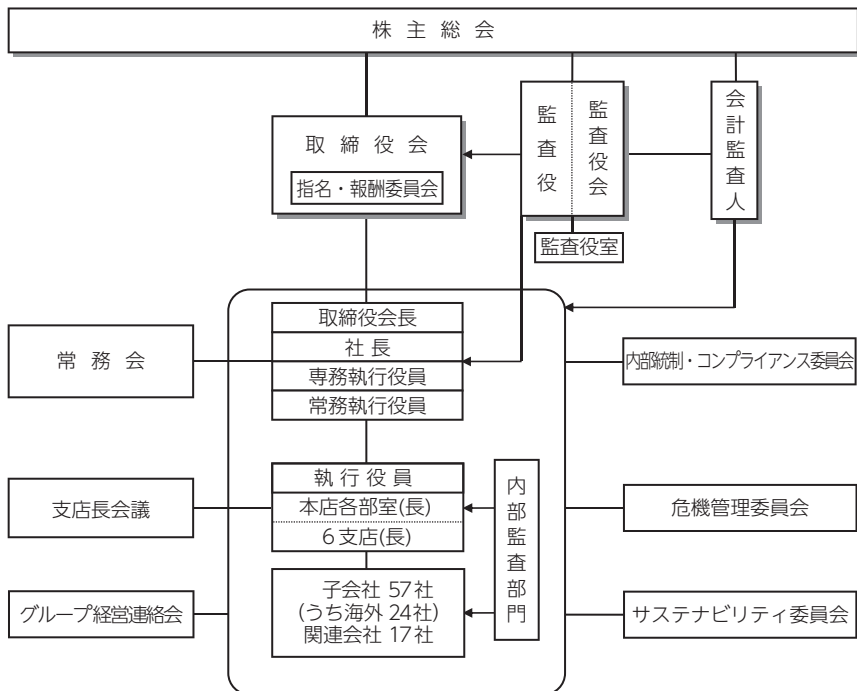 株主総会
取締役会
指名・報酬委員会
監査役
監査役会
会計監査人
監査役室
取締役会長
社長
専務執行役員
常務執行役員
常務会
内部統制・コンプライアンス委員会
執行役員
本店各部室(長)
6支店(長)
内部監査部門
支店長会議
危機管理委員会
子会社 57社
(うち海外 24社)
関連会社 17社
グループ経営連絡会
サステナビリティ委員会